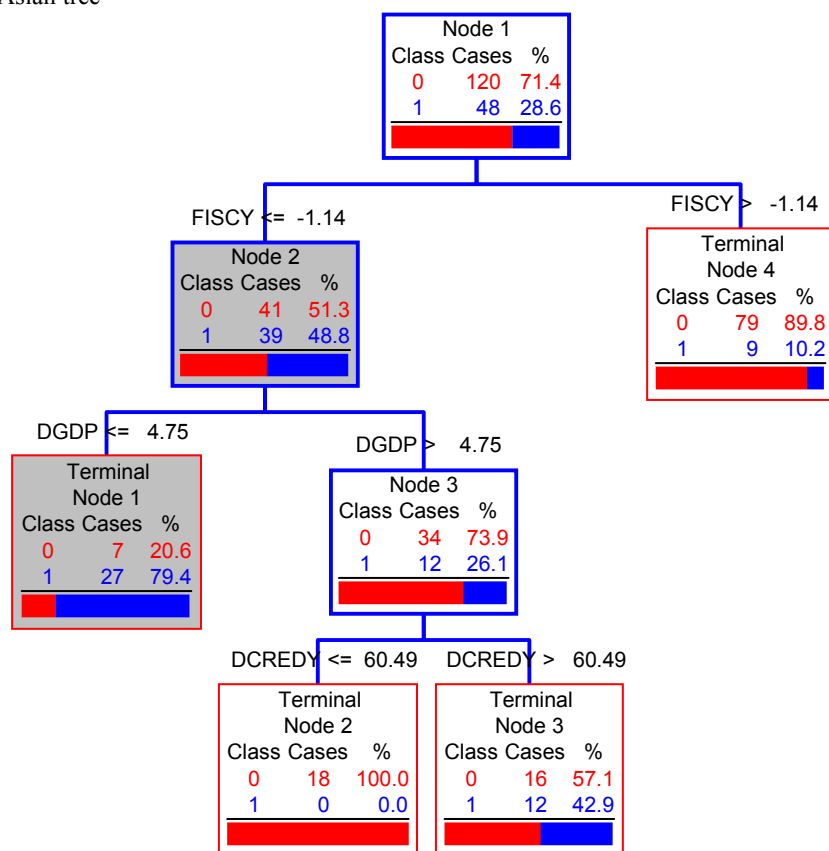 Asian tree
Node 1
Class Cases %
0 120 71.4
1 48 28.6
FISCY <= -1.14
FISCY > -1.14
Node 2
Class Cases %
0 41 51.3
1 39 48.8
Terminal
Node 4
Class Cases %
0 79 89.8
1 9 10.2
DGDP <= 4.75
DGDP > 4.75
Terminal
Node 1
Class Cases %
0 7 20.6
1 27 79.4
Node 3
Class Cases %
0 34 73.9
1 12 26.1
DCREDY <= 60.49
DCREDY > 60.49
Terminal
Node 2
Class Cases %
0 18 100.0
1 0 0.0
Terminal
Node 3
Class Cases %
0 16 57.1
1 12 42.9